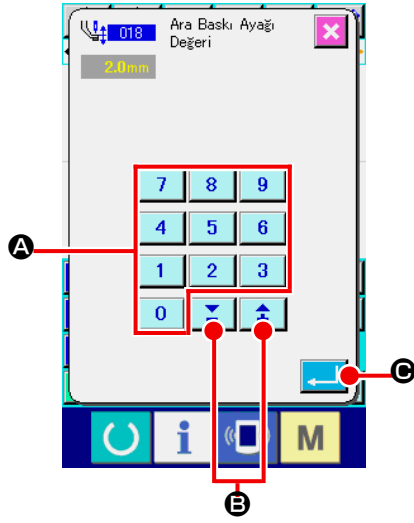 018 Ara Baskı Ayağı
Değeri
2.0mm
7 8 9
A
4 5 6
1 2 3
0
C
i M
B